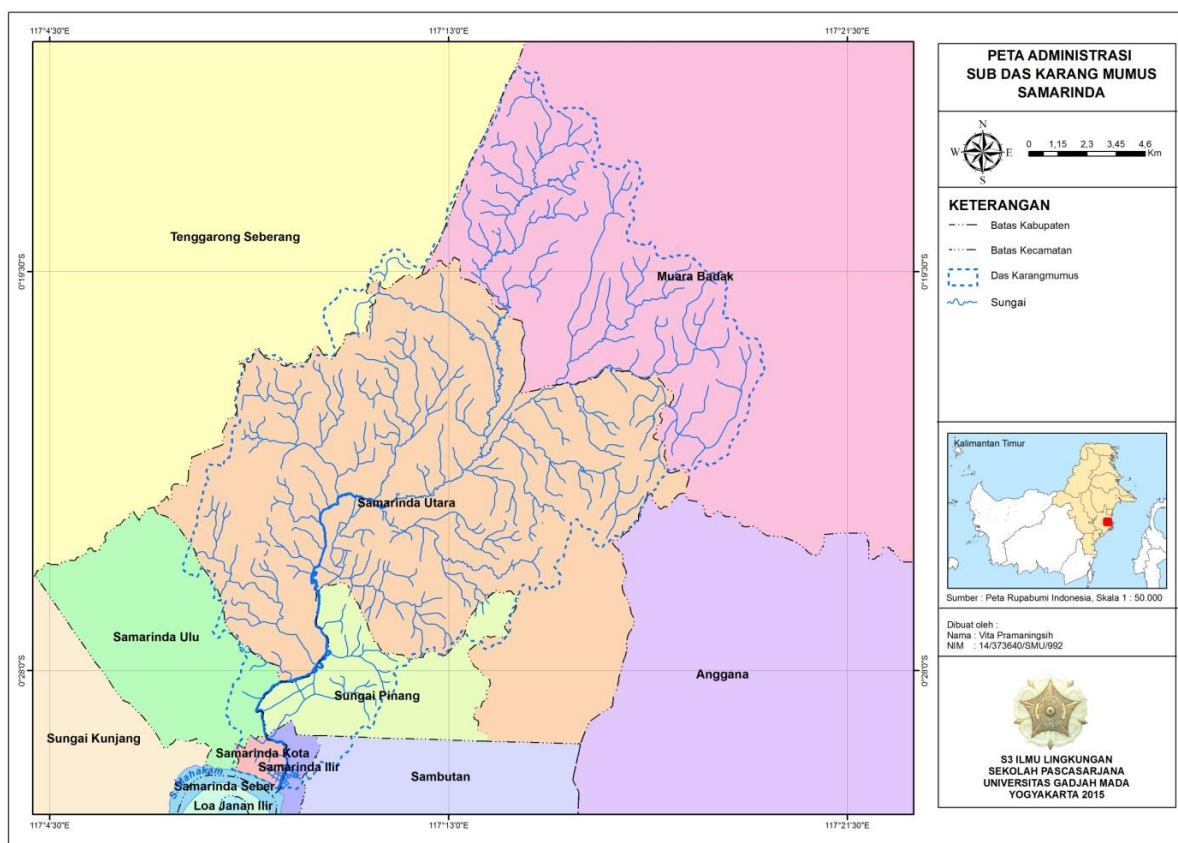 117°4'30"E
117°13'0"E
117°21'30"E
0°19'30"S
0°28'0"S
0°19'30"S
0°28'0"S
Tenggarong Seberang
Muara Badak
Samarinda Utara
Samarinda Ulu
Sungai Pinang
Anggana
Sungai Kunjang
Samarinda Kota
Samarinda Ilir
Sambutan
S. Mahakam
Samarinda Seber
Loa Janan Ilir
117°4'30"E
117°13'0"E
117°21'30"E
PETA ADMINISTRASI
SUB DAS KARANG MUMUS
SAMARINDA
N
W
E
S
0 1,15 2,3 3,45 4,6
Km
KETERANGAN
Batas Kabupaten
Batas Kecamatan
Das Karangmumus
Sungai
Kalimantan Timur
Sumber : Peta Rupabumi Indonesia, Skala 1 : 50.000
Dibuat oleh :
Nama : Vita Pramaningsih
NIM : 14/373640/SMU/992
S3 ILMU LINGKUNGAN
SEKOLAH PASCASARJANA
UNIVERSITAS GADJAH MADA
YOGYAKARTA 2015